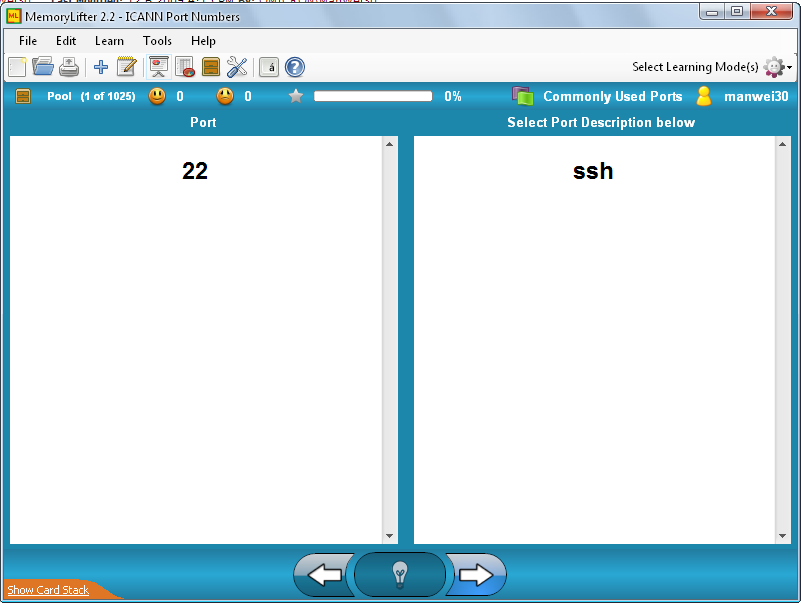 MemoryLifter 2.2 - ICANN Port Numbers
File Edit Learn Tools Help
Select Learning Mode(s)
Pool (1 of 1025) 0 0 0% Commonly Used Ports manwei30
Port Select Port Description below
22 ssh
Show Card Stack